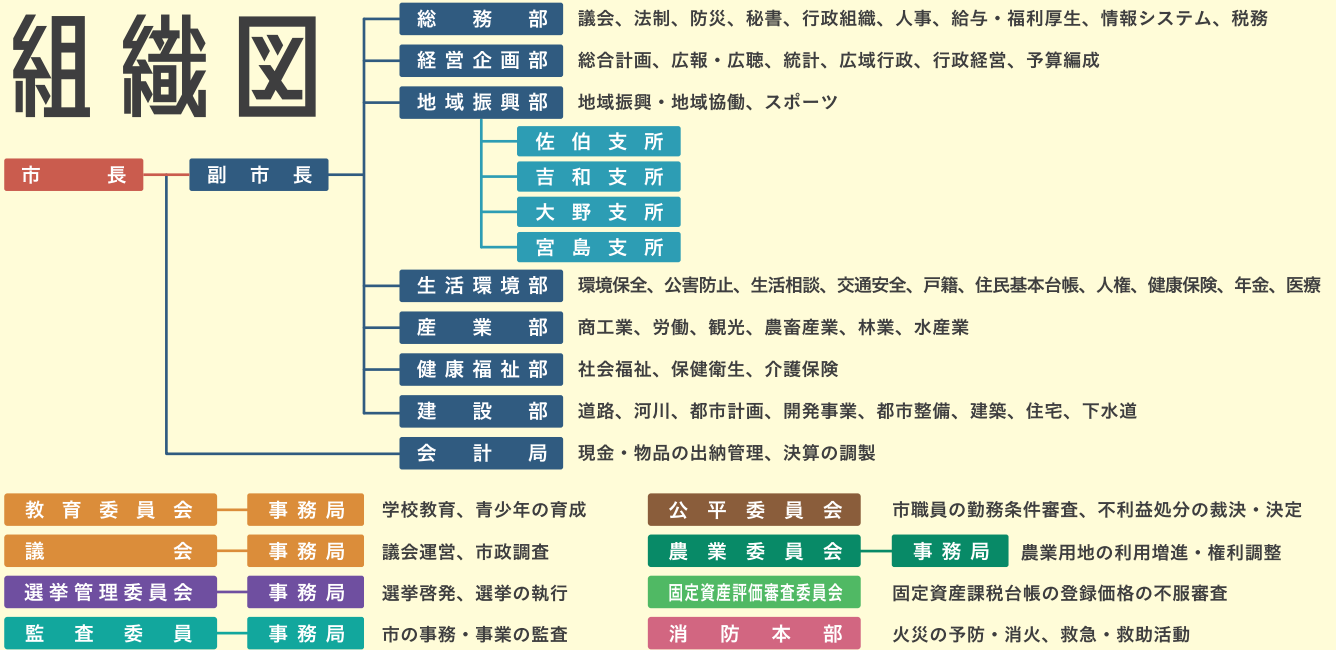 組織図
総務部 議会、法制、防災、秘書、行政組織、人事、給与・福利厚生、情報システム、税務
経営企画部 総合計画、広報・広聴、統計、広域行政、行政経営、予算編成
地域振興部 地域振興・地域協働、スポーツ
佐伯支所
吉和支所
大野支所
宮島支所
市長 副市長
生活環境部 環境保全、公害防止、生活相談、交通安全、戸籍、住民基本台帳、人権、健康保険、年金、医療
産業部 商工業、労働、観光、農畜産業、林業、水産業
健康福祉部 社会福祉、保健衛生、介護保険
建設部 道路、河川、都市計画、開発事業、都市整備、建築、住宅、下水道
会計局 現金・物品の出納管理、決算の調製
教育委員会 事務局 学校教育、青少年の育成
議会 事務局 議会運営、市政調査
選挙管理委員会 事務局 選挙啓発、選挙の執行
監査委員 事務局 市の事務・事業の監査
公平委員会 市職員の勤務条件審査、不利益処分の裁決・決定
農業委員会 事務局 農業用地の利用増進・権利調整
固定資産評価審査委員会 固定資産課税台帳の登録価格の不服審査
消防本部 火災の予防・消火、救急・救助活動